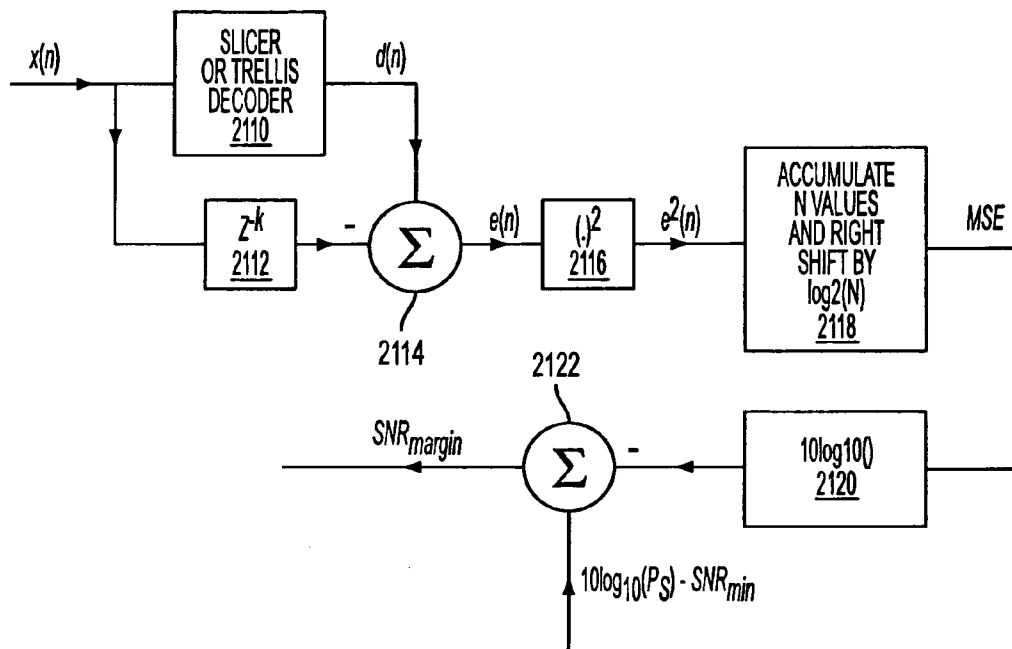 x(n)
SLICER
OR TRELLIS
DECODER
2110
d(n)
z-k
2112
-
Σ
2114
e(n)
(.)2
2116
e2(n)
ACCUMULATE
N VALUES
AND RIGHT
SHIFT BY
log2(N)
2118
MSE
2122
SNRmargin
Σ
-
10log10()
2120
10log10(PS) - SNRmin